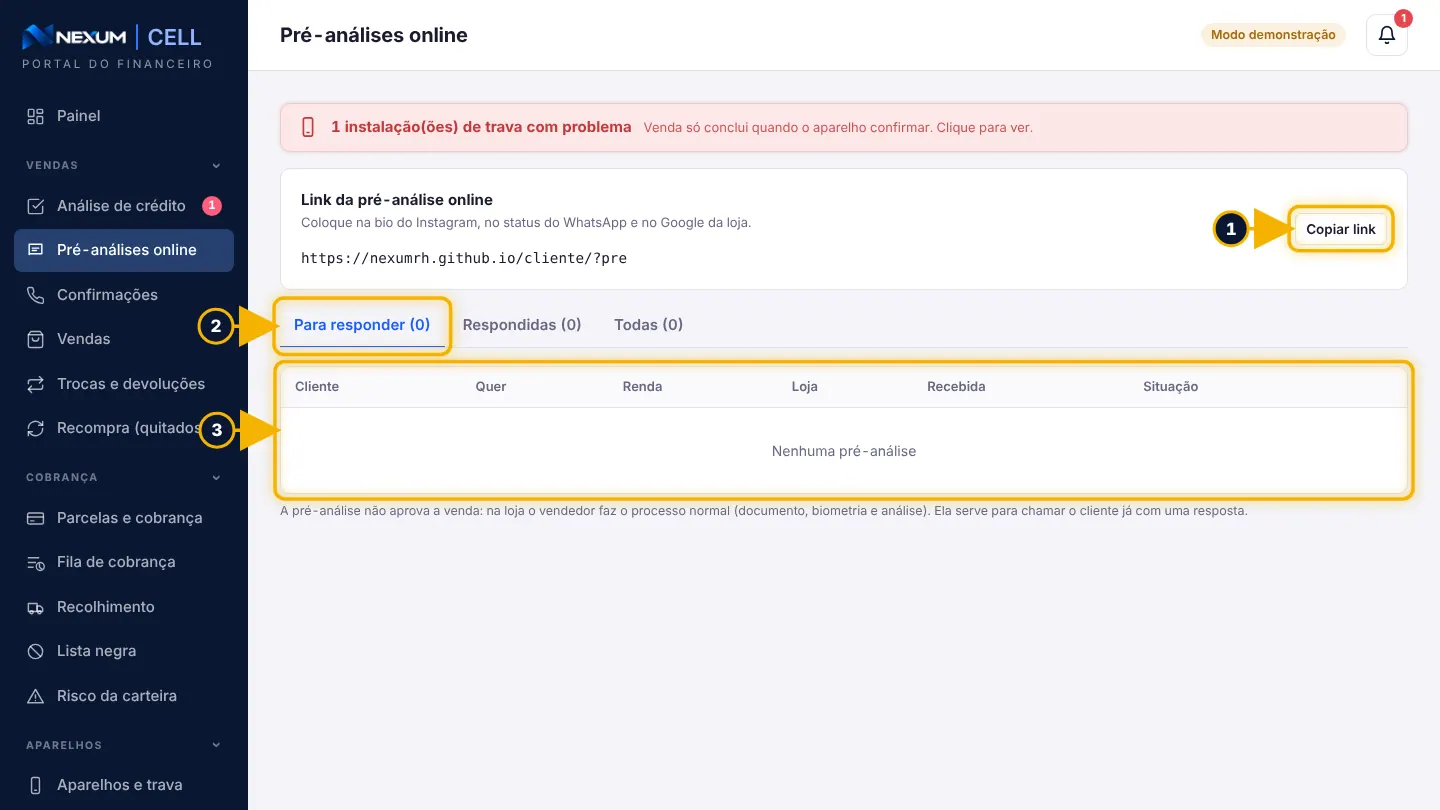 NEXUM | CELL
PORTAL DO FINANCEIRO
Painel
VENDAS
Análise de crédito 1
Pré-análises online
Confirmações
Vendas
Trocas e devoluções
Recompra (quitados
COBRANÇA
Parcelas e cobrança
Fila de cobrança
Recolhimento
Lista negra
Risco da carteira
APARELHOS
Aparelhos e trava
Pré-análises online
Modo demonstração
1
1 instalação(ões) de trava com problema Venda só conclui quando o aparelho confirmar. Clique para ver.
Link da pré-análise online
Coloque na bio do Instagram, no status do WhatsApp e no Google da loja.
https://nexumrh.github.io/cliente/?pre
1
Copiar link
2
Para responder (0) Respondidas (0) Todas (0)
3
Cliente Quer Renda Loja Recebida Situação
Nenhuma pré-análise
A pré-análise não aprova a venda: na loja o vendedor faz o processo normal (documento, biometria e análise). Ela serve para chamar o cliente já com uma resposta.